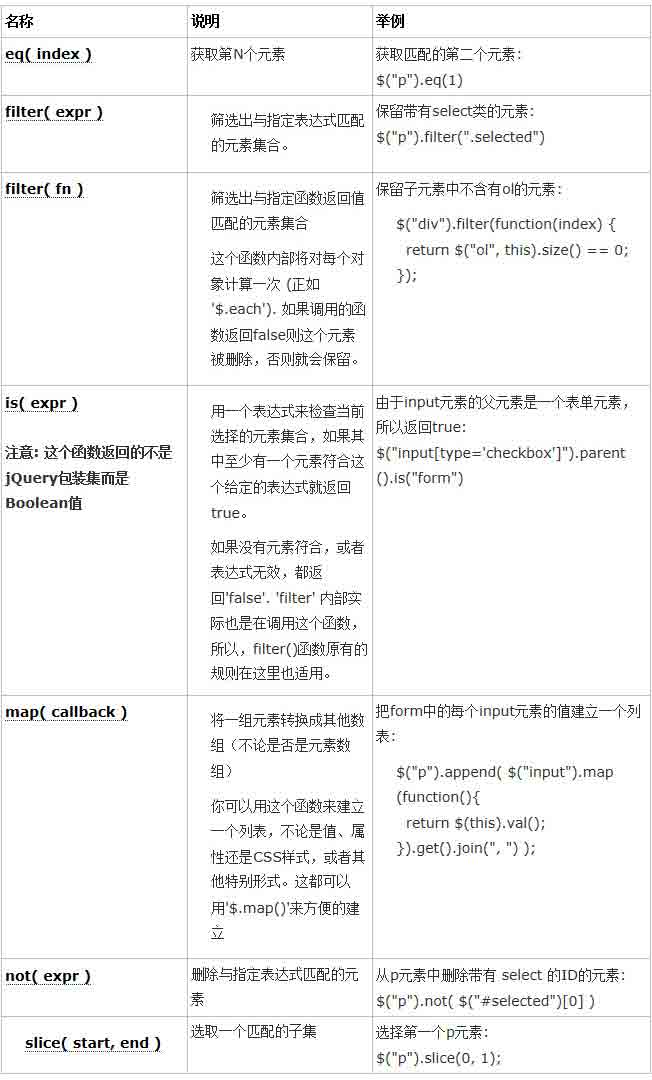 名称 说明 举例
eq( index ) 获取第N个元素 获取匹配的第二个元素:
$("p").eq(1)
filter( expr )
筛选出与指定表达式匹配
的元素集合。
保留带有select类的元素:
$("p").filter(".selected")
filter( fn )
筛选出与指定函数返回值
匹配的元素集合
这个函数内部将对每个对
象计算一次 (正如
'$.each'). 如果调用的函
数返回false则这个元素
被删除，否则就会保留。
保留子元素中不含有ol的元素:
$("div").filter(function(index) {
return $("ol", this).size() == 0;
});
is( expr )
注意: 这个函数返回的不是
jQuery包装集而是
Boolean值
用一个表达式来检查当前
选择的元素集合，如果其
中至少有一个元素符合这
个给定的表达式就返回
true。
如果没有元素符合，或者
表达式无效，都返
回'false'. 'filter' 内部实
际也是在调用这个函数，
所以，filter()函数原有的
规则在这里也适用。
由于input元素的父元素是一个表单元素，
所以返回true:
$("input[type='checkbox']").parent
().is("form")
map( callback )
将一组元素转换成其他数
组（不论是否是元素数
组）
你可以用这个函数来建立
一个列表，不论是值、属
性还是CSS样式，或者其
他特别形式。这都可以
用'$.map()'来方便的建
立
把form中的每个input元素的值建立一个列
表:
$("p").append( $("input").map
(function(){
return $(this).val();
}).get().join(", ") );
not( expr )
删除与指定表达式匹配的元
素
从p元素中删除带有 select 的ID的元素:
$("p").not( $("#selected")[0] )
slice( start, end ) 选取一个匹配的子集 选择第一个p元素:
$("p").slice(0, 1);